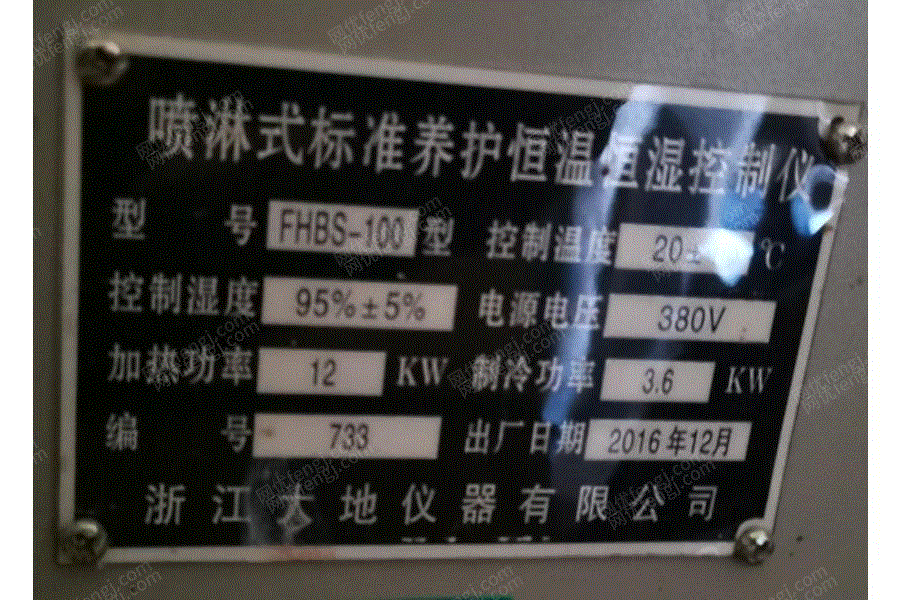 喷淋式标准养护恒温恒湿控制仪
型 号 FHBS-100 型 控制温度 20± ℃
控制湿度 95%±5% 电源电压 380V
加热功率 12 KW 制冷功率 3.6 KW
编 号 733 出厂日期 2016年12月
浙江大地仪器有限公司